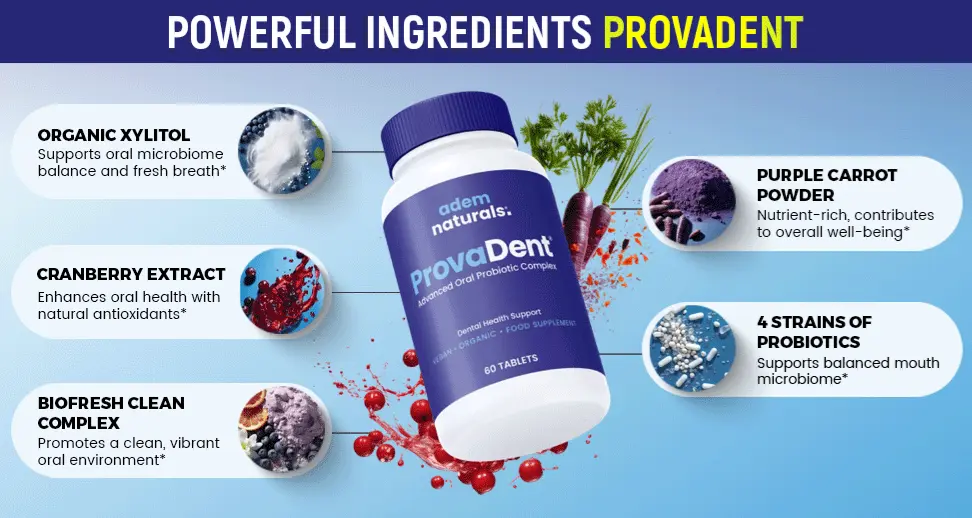 POWERFUL INGREDIENTS PROVADENT
ORGANIC XYLITOL
Supports oral microbiome
balance and fresh breath*
CRANBERRY EXTRACT
Enhances oral health with
natural antioxidants*
BIOFRESH CLEAN
COMPLEX
Promotes a clean, vibrant
oral environment*
adem
naturals:
ProvaDent®
Advanced Oral Probiotic Complex
Dental Health Support
VEGAN • ORGANIC • FOOD SUPPLEMENT
60 TABLETS
PURPLE CARROT
POWDER
Nutrient-rich, contributes
to overall well-being*
4 STRAINS OF
PROBIOTICS
Supports balanced mouth
microbiome*